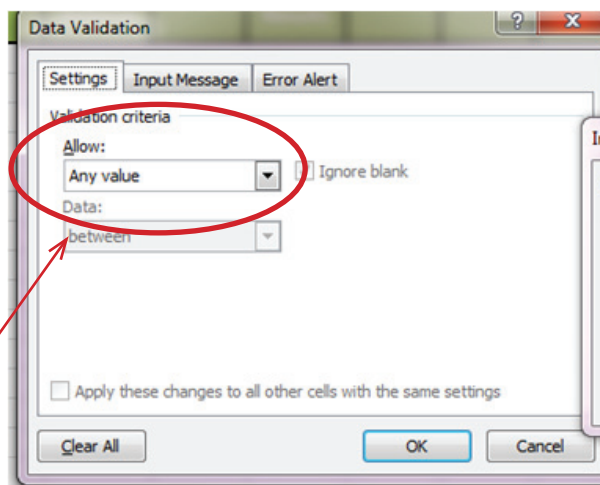 Data Validation
Settings Input Message Error Alert
Validation criteria
Allow:
Any value Ignore blank
Data:
between
Apply these changes to all other cells with the same settings
Clear All OK Cancel